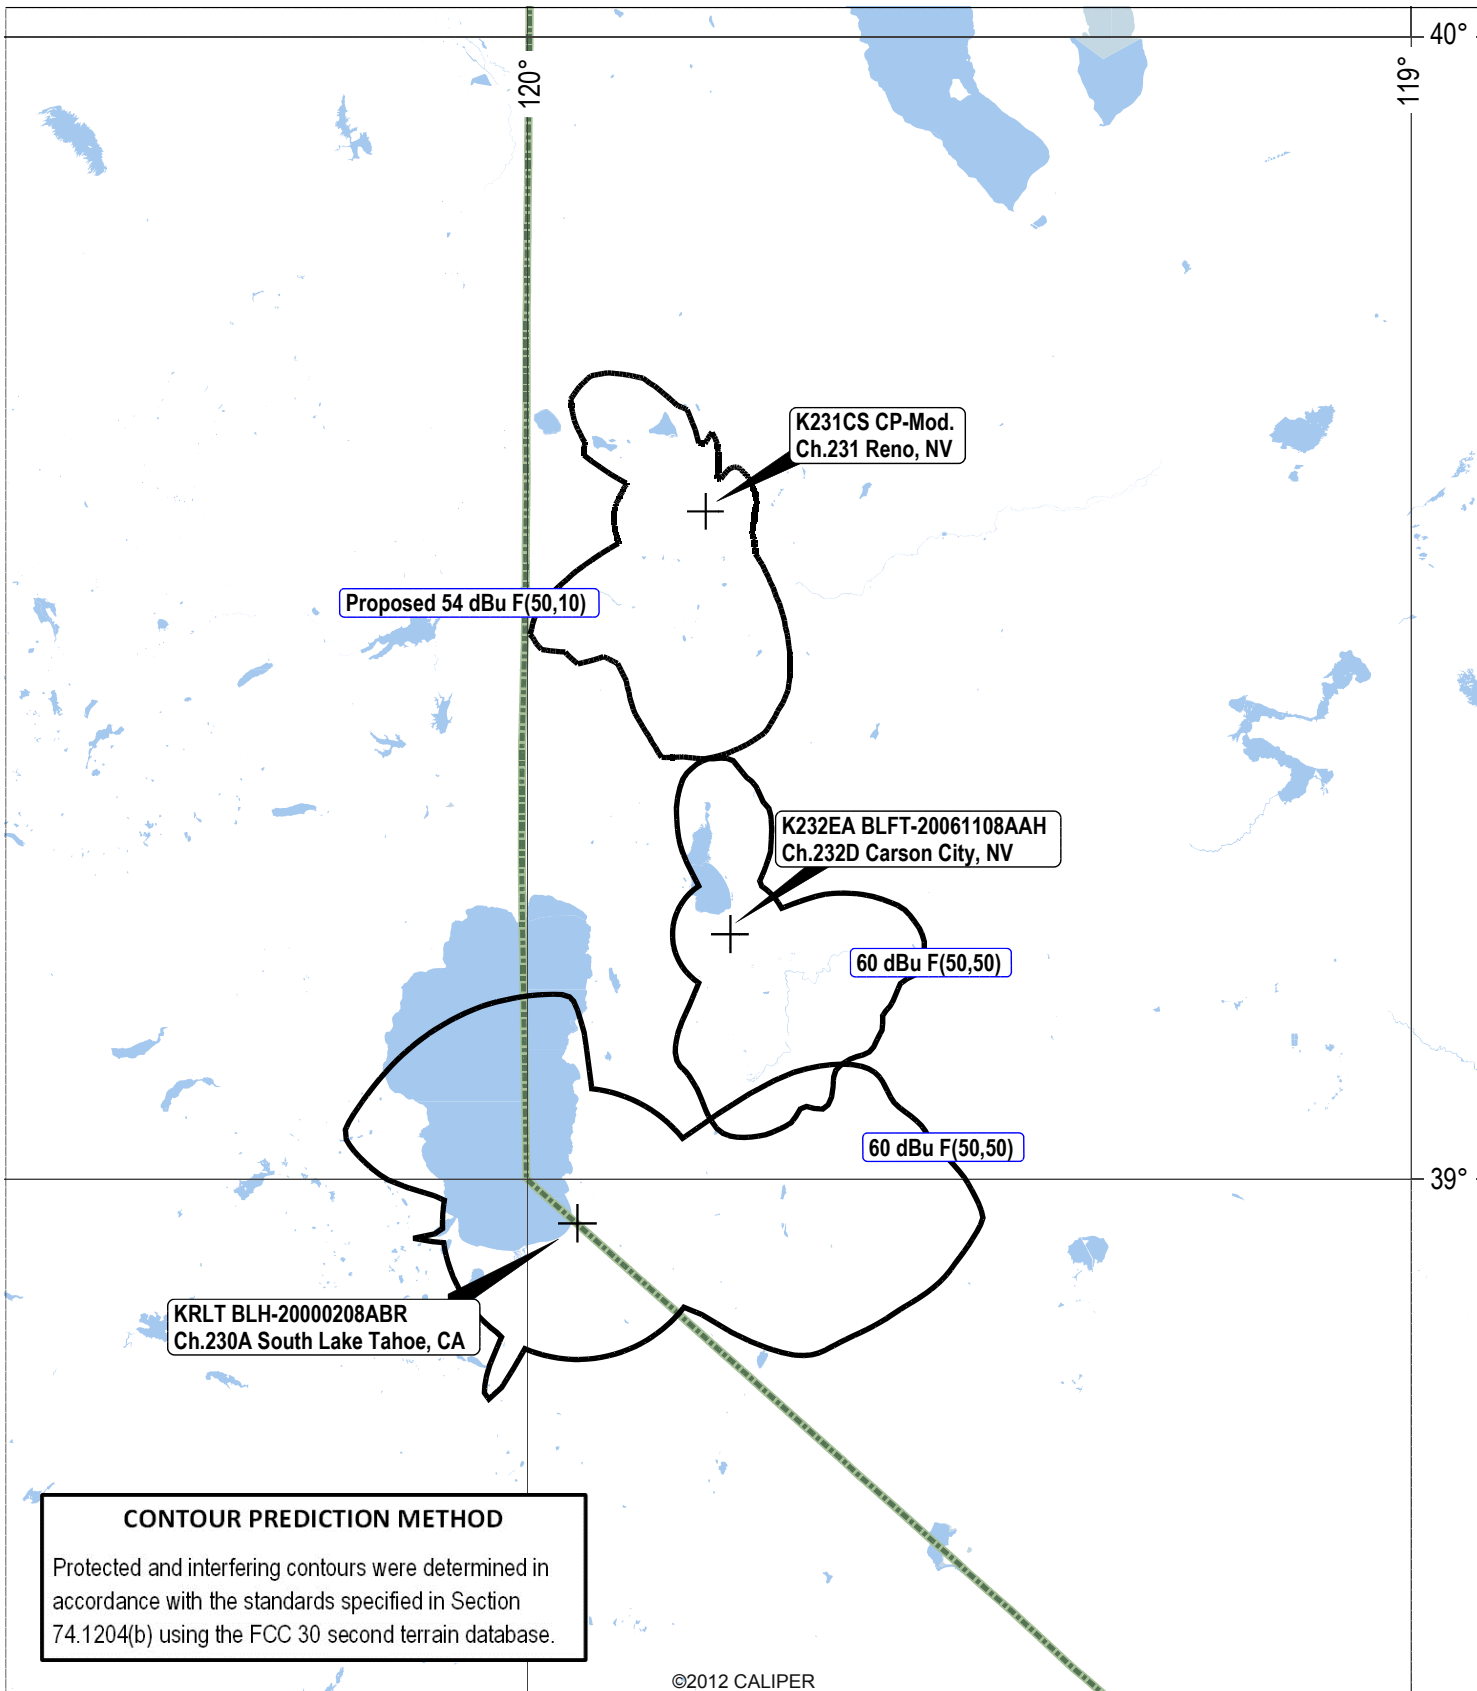 40°
120°
119°
K231CS CP-Mod.
Ch.231 Reno, NV
Proposed 54 dBu F(50,10)
K232EA BLFT-20061108AAH
Ch.232D Carson City, NV
60 dBu F(50,50)
60 dBu F(50,50)
39°
KRLT BLH-20000208ABR
Ch.230A South Lake Tahoe, CA
CONTOUR PREDICTION METHOD
Protected and interfering contours were determined in
accordance with the standards specified in Section
74.1204(b) using the FCC 30 second terrain database.
©2012 CALIPER